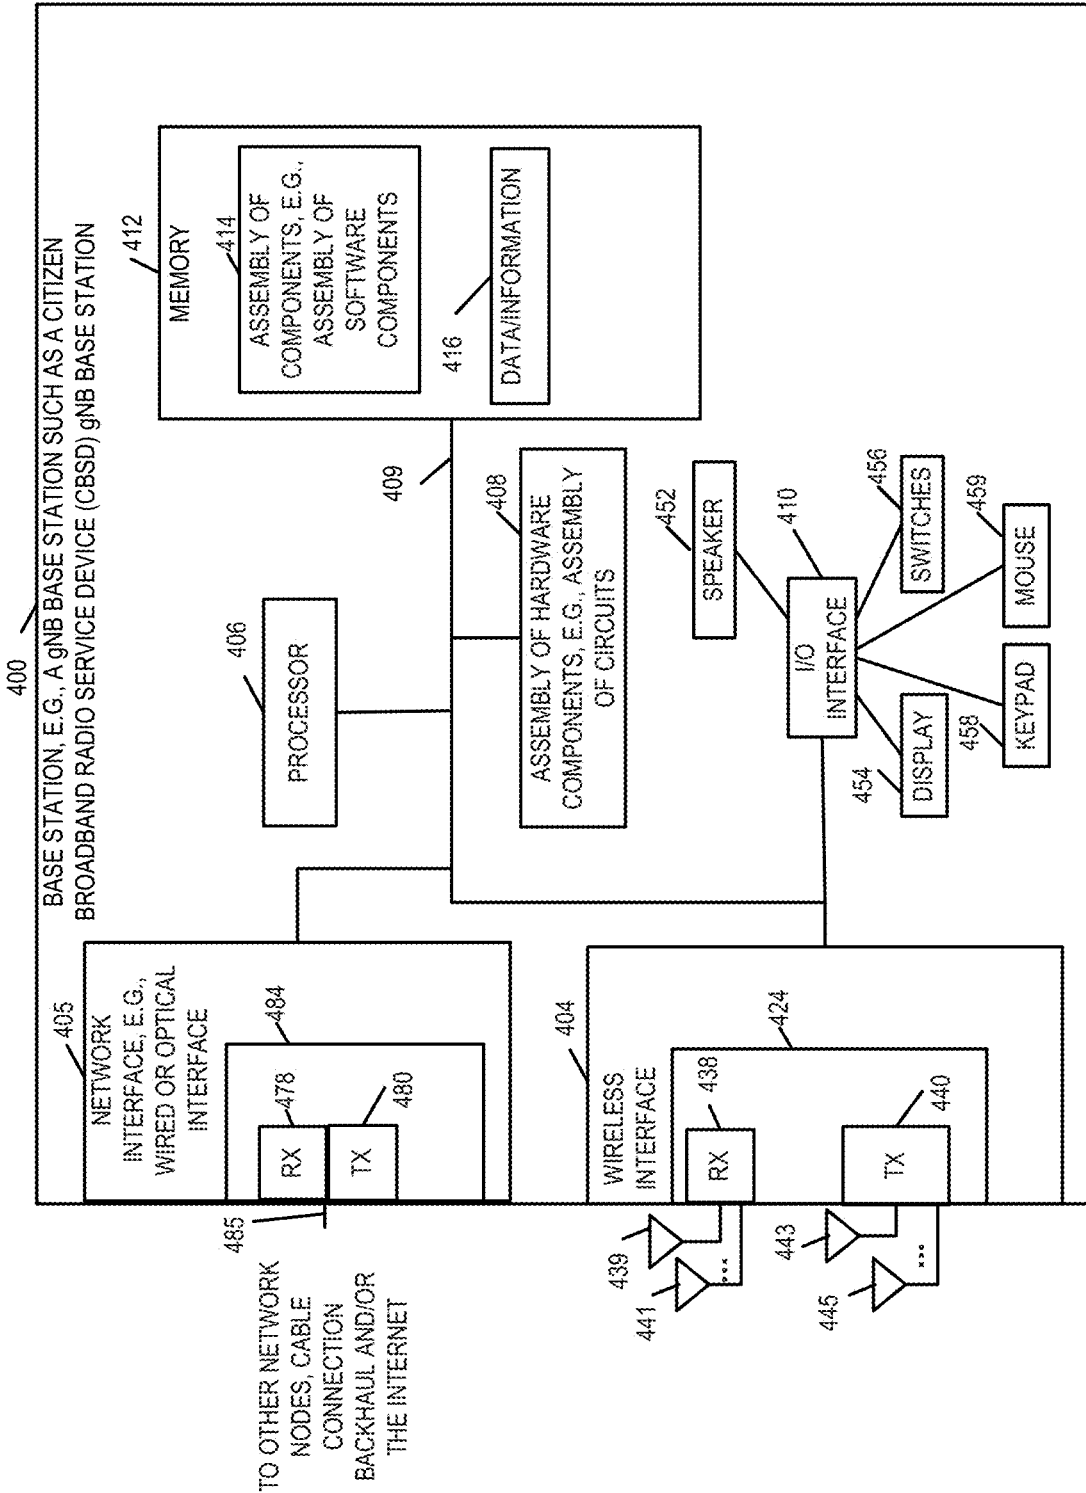 400
BASE STATION, E.G., A gNB BASE STATION SUCH AS A CITIZEN
BROADBAND RADIO SERVICE DEVICE (CBSD) gNB BASE STATION
405
NETWORK
INTERFACE, E.G.,
WIRED OR OPTICAL
INTERFACE
484
478
RX
480
TX
485
TO OTHER NETWORK
NODES, CABLE
CONNECTION
BACKHAUL AND/OR
THE INTERNET
406
PROCESSOR
409
412
MEMORY
414
ASSEMBLY OF
COMPONENTS, E.G.,
ASSEMBLY OF
SOFTWARE
COMPONENTS
416
DATA/INFORMATION
408
ASSEMBLY OF HARDWARE
COMPONENTS, E.G., ASSEMBLY
OF CIRCUITS
404
WIRELESS
INTERFACE
424
438
RX
440
TX
439
441
443
445
452
SPEAKER
410
I/O
INTERFACE
456
SWITCHES
459
MOUSE
454
DISPLAY
458
KEYPAD